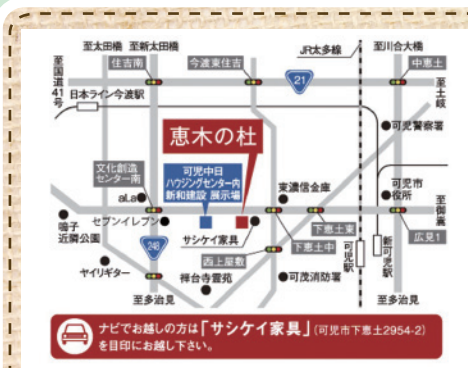 至太田橋
至新太田橋
JR太多線
至川合大橋
住吉南
今渡東住吉
中恵土
至国道41号
21
至土岐
日本ライン今渡駅
可児警察署
恵木の杜
文化創造
センター南
可児中日
ハウジングセンター内
新和建設 展示場
aLa
東濃信金庫
可児市
役所
至御嵩
鳴子
近隣公園
セブンイレブン
サシケイ家具
下恵土東
下恵土中
広見1
248
西上屋敷
可児駅
新可児駅
ヤイリギター
禅台寺霊苑
可茂消防署
至多治見
至多治見
ナビでお越しの方は「サシケイ家具」(可児市下恵土2954-2)
を目印にお越し下さい。